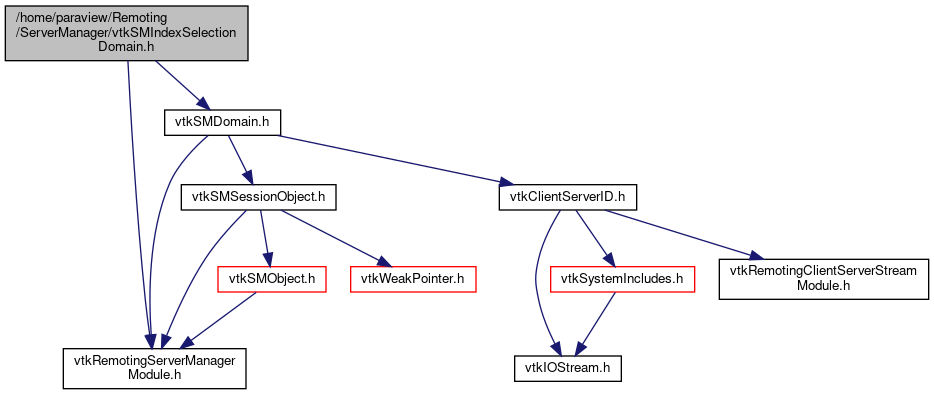 /home/paraview/Remoting
/ServerManager/vtkSMIndexSelection
Domain.h
vtkSMDomain.h
vtkSMSessionObject.h
vtkClientServerID.h
vtkSMObject.h
vtkWeakPointer.h
vtkSystemIncludes.h
vtkRemotingClientServerStream
Module.h
vtkRemotingServerManager
Module.h
vtkIOStream.h